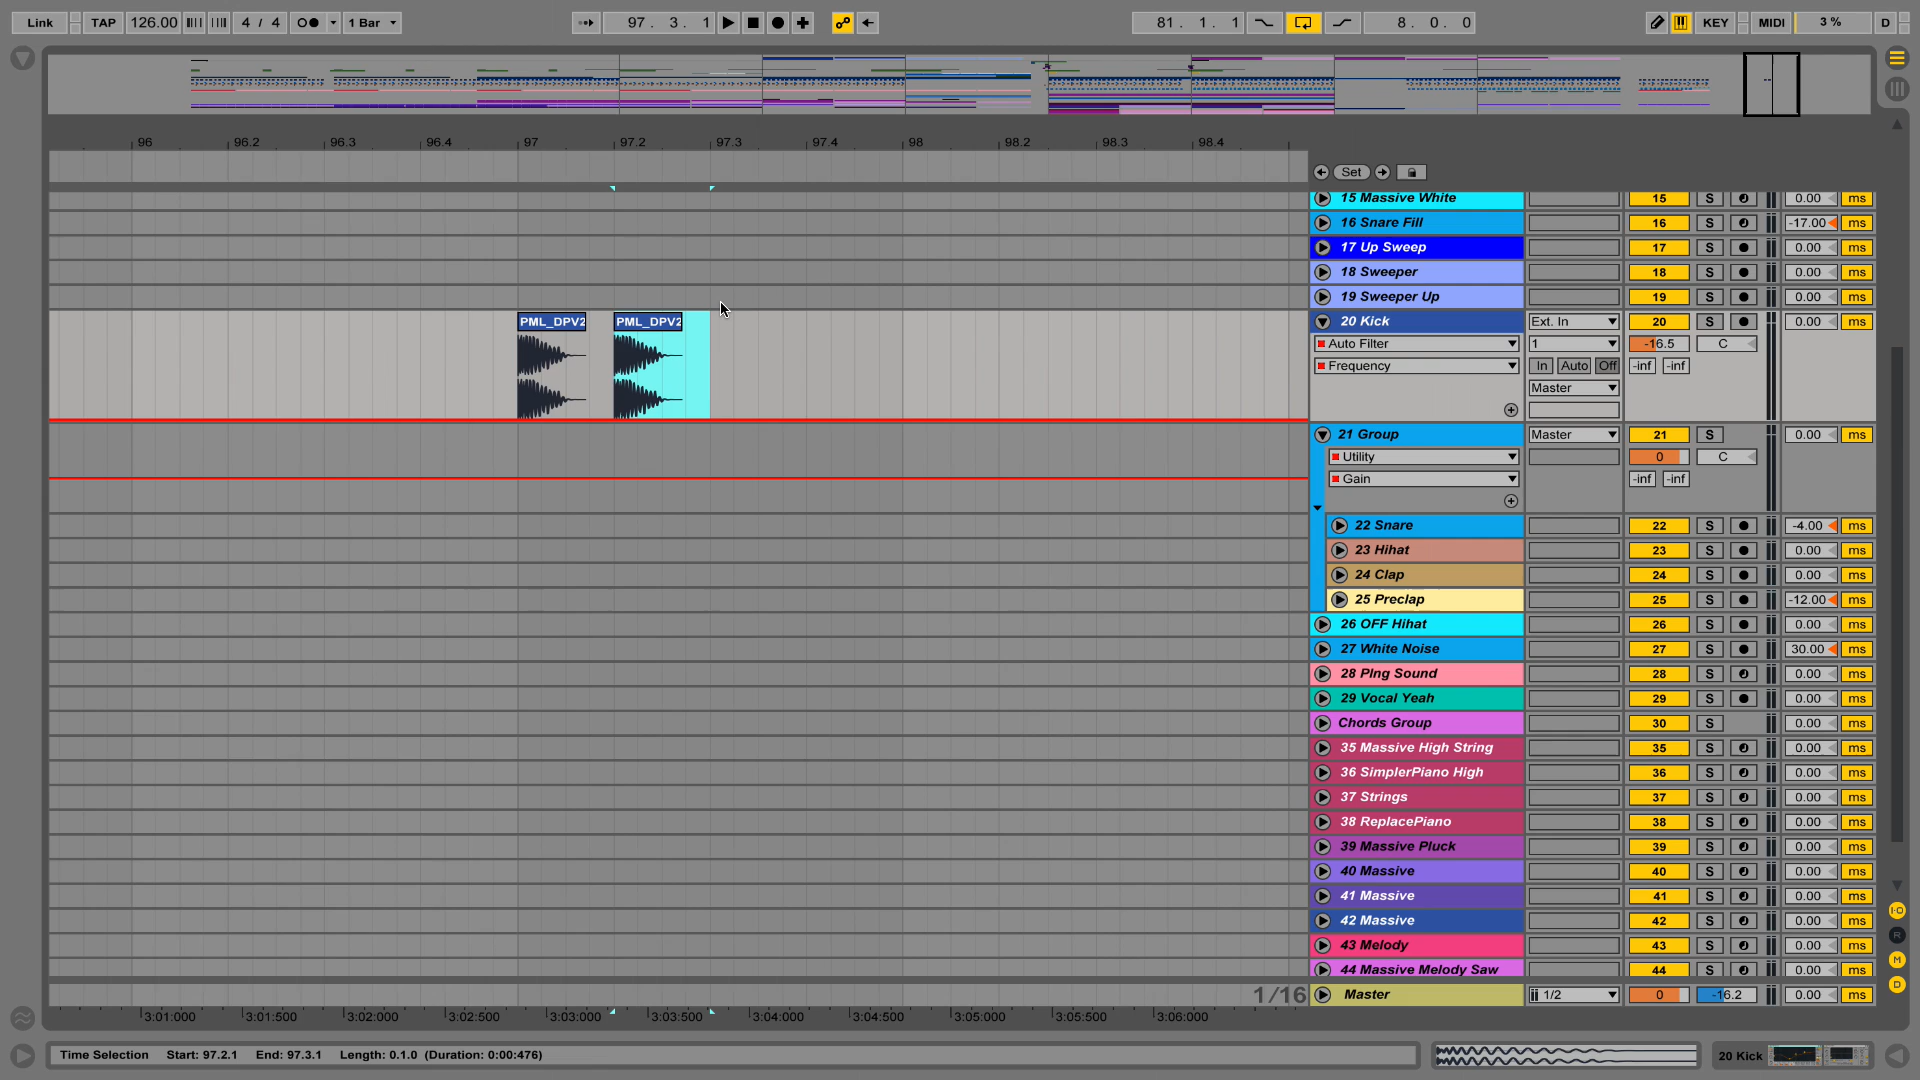 Link TAP 126.00 4 / 4 1 Bar 97 . 3 . 1 81 . 1 . 1 8 . 0 . 0 KEY MIDI 3 % D
96 96.2 96.3 96.4 97 97.2 97.3 97.4 98 98.2 98.3 98.4
Set
15 Massive White 15 S 0.00 ms
16 Snare Fill 16 S -17.00 ms
17 Up Sweep 17 S 0.00 ms
18 Sweeper 18 S 0.00 ms
19 Sweeper Up 19 S 0.00 ms
PML_DPV2 PML_DPV2 20 Kick Ext. In 20 S 0.00 ms
Auto Filter 1 -16.5 C
Frequency In Auto Off -inf -inf
Master
21 Group Master 21 S 0.00 ms
Utility 0 C
Gain -inf -inf
22 Snare 22 S -4.00 ms
23 Hihat 23 S 0.00 ms
24 Clap 24 S 0.00 ms
25 Preclap 25 S -12.00 ms
26 OFF Hihat 26 S 0.00 ms
27 White Noise 27 S 30.00 ms
28 PIng Sound 28 S 0.00 ms
29 Vocal Yeah 29 S 0.00 ms
Chords Group 30 S 0.00 ms
35 Massive High String 35 S 0.00 ms
36 SimplerPiano High 36 S 0.00 ms
37 Strings 37 S 0.00 ms
38 ReplacePiano 38 S 0.00 ms
39 Massive Pluck 39 S 0.00 ms
40 Massive 40 S 0.00 ms
41 Massive 41 S 0.00 ms
42 Massive 42 S 0.00 ms
I·O
43 Melody 43 S 0.00 ms
R
M
44 Massive Melody Saw 44 S 0.00 ms
D
1/16 Master 1/2 0 -16.2 0.00 ms
3:01:000 3:01:500 3:02:000 3:02:500 3:03:000 3:03:500 3:04:000 3:04:500 3:05:000 3:05:500 3:06:000
Time Selection Start: 97.2.1 End: 97.3.1 Length: 0.1.0 (Duration: 0:00:476) 20 Kick